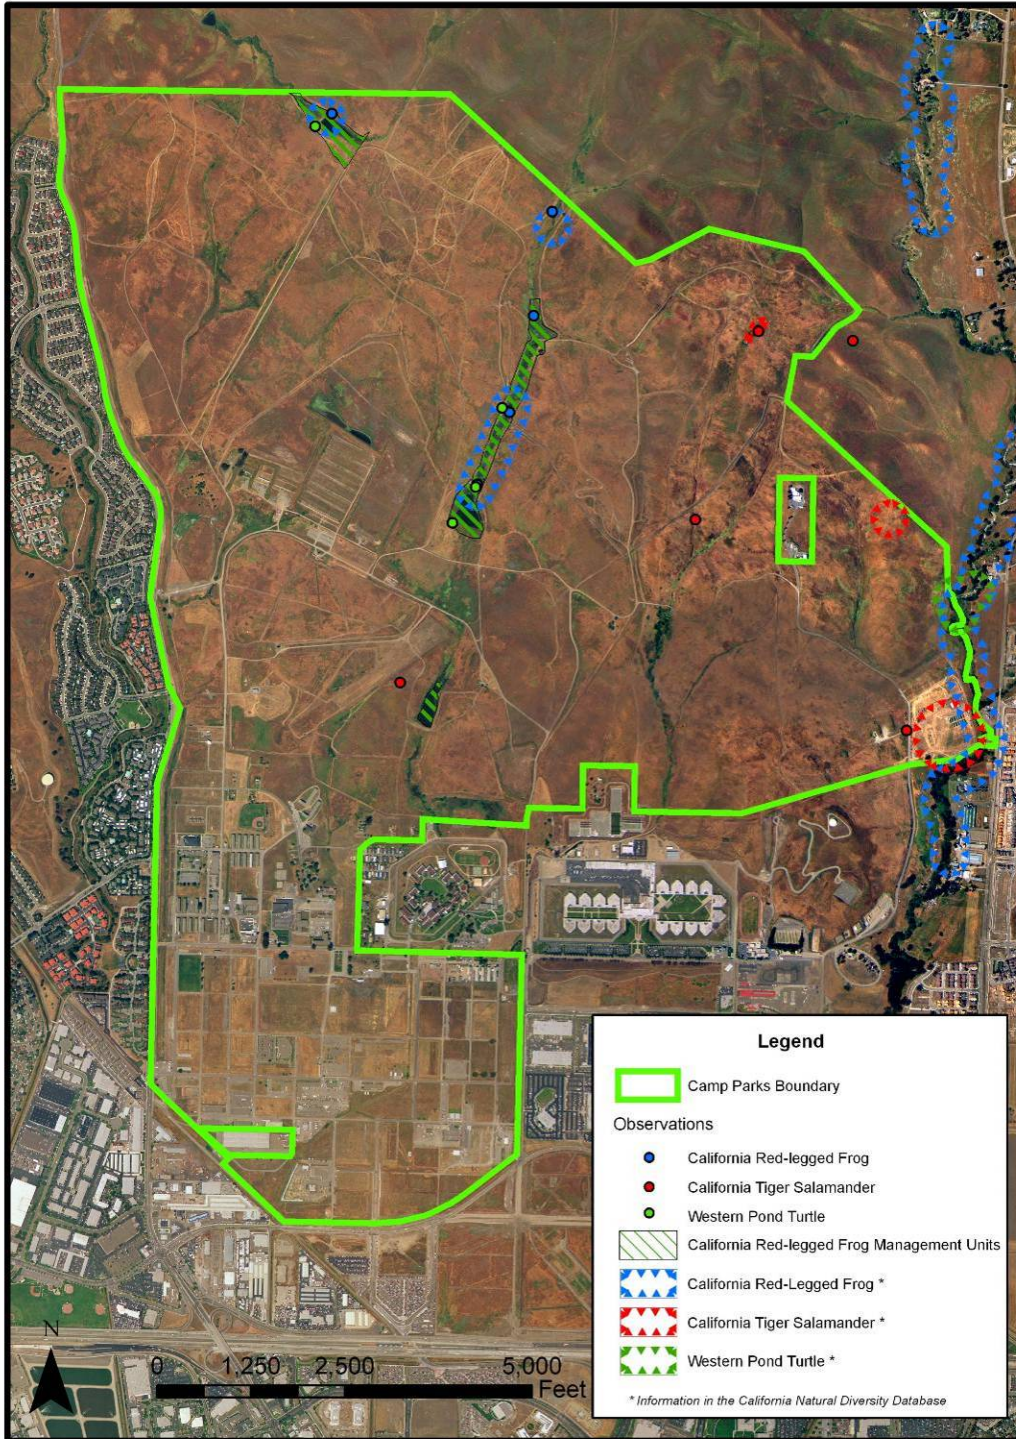 Legend
Camp Parks Boundary
Observations
California Red-legged Frog
California Tiger Salamander
Western Pond Turtle
California Red-legged Frog Management Units
California Red-Legged Frog *
California Tiger Salamander *
Western Pond Turtle *
* Information in the California Natural Diversity Database
N
0 1,250 2,500 5,000
Feet